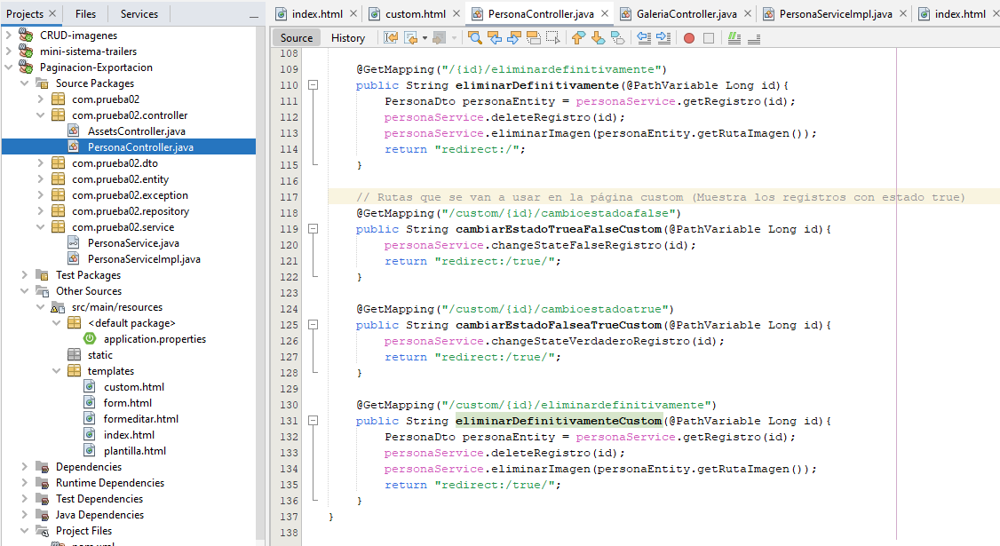 Projects
Files
Services
CRUD-imagenes
mini-sistema-trailers
Paginacion-Exportacion
Source Packages
com.prueba02
com.prueba02.controller
AssetsController.java
PersonaController.java
com.prueba02.dto
com.prueba02.entity
com.prueba02.exception
com.prueba02.repository
com.prueba02.service
PersonaService.java
PersonaServiceImpl.java
Test Packages
Other Sources
src/main/resources
<default package>
application.properties
static
templates
custom.html
form.html
formeditar.html
index.html
plantilla.html
Dependencies
Runtime Dependencies
Test Dependencies
Java Dependencies
Project Files
index.html
custom.html
PersonaController.java
GaleriaController.java
PersonaServiceImpl.java
index.html
Source
History
108
109 @GetMapping("/{id}/eliminardefinitivamente")
110 public String eliminarDefinitivamente(@PathVariable Long id){
111 PersonaDto personaEntity = personaService.getRegistro(id);
112 personaService.deleteRegistro(id);
113 personaService.eliminarImagen(personaEntity.getRutaImagen());
114 return "redirect:/";
115 }
116
117 // Rutas que se van a usar en la página custom (Muestra los registros con estado true)
118 @GetMapping("/custom/{id}/cambioestadoafalse")
119 public String cambiarEstadoTrueaFalseCustom(@PathVariable Long id){
120 personaService.changeStateFalseRegistro(id);
121 return "redirect:/true/";
122 }
123
124 @GetMapping("/custom/{id}/cambioestadoatrue")
125 public String cambiarEstadoFalseaTrueCustom(@PathVariable Long id){
126 personaService.changeStateVerdaderoRegistro(id);
127 return "redirect:/true/";
128 }
129
130 @GetMapping("/custom/{id}/eliminardefinitivamente")
131 public String eliminarDefinitivamenteCustom(@PathVariable Long id){
132 PersonaDto personaEntity = personaService.getRegistro(id);
133 personaService.deleteRegistro(id);
134 personaService.eliminarImagen(personaEntity.getRutaImagen());
135 return "redirect:/true/";
136 }
137 }
138